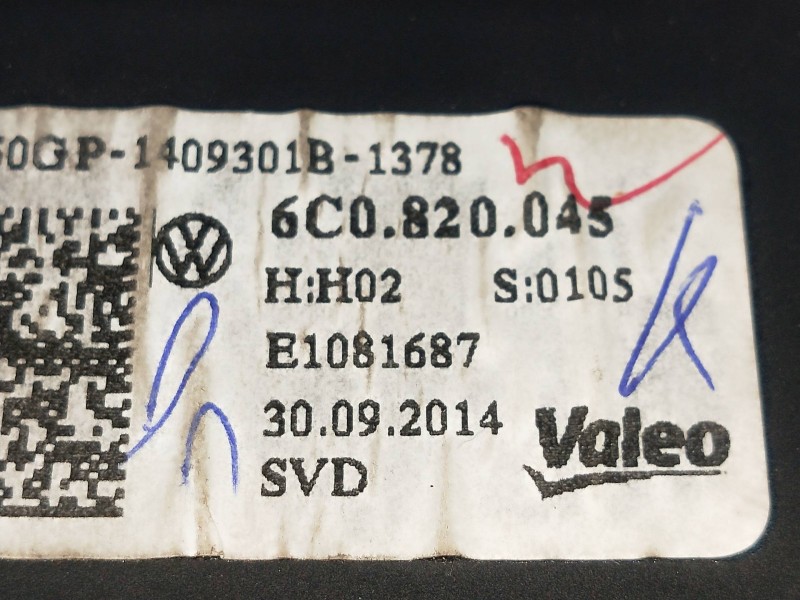 50GP-1409301B-1378
6C0.820.045
H:H02 S:0105
E1081687
30.09.2014
SVD
Valeo